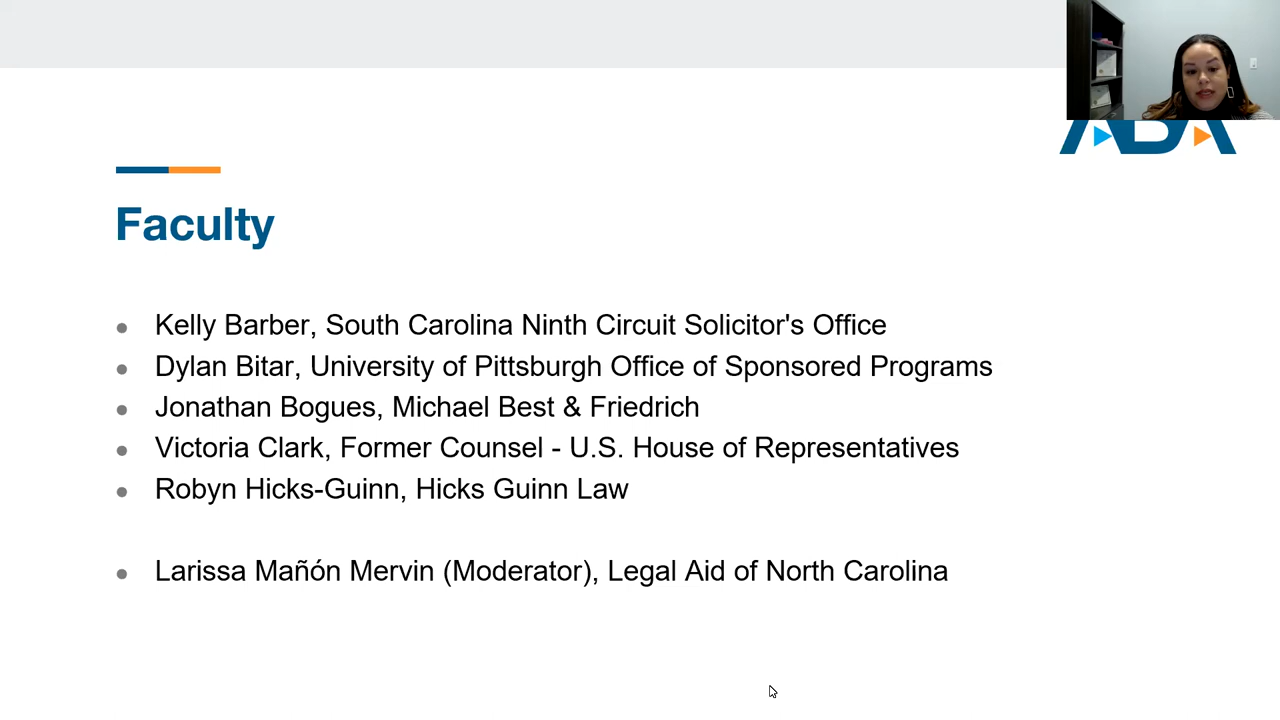 ABA
Faculty
Kelly Barber, South Carolina Ninth Circuit Solicitor's Office
Dylan Bitar, University of Pittsburgh Office of Sponsored Programs
Jonathan Bogues, Michael Best & Friedrich
Victoria Clark, Former Counsel - U.S. House of Representatives
Robyn Hicks-Guinn, Hicks Guinn Law
Larissa Mañón Mervin (Moderator), Legal Aid of North Carolina